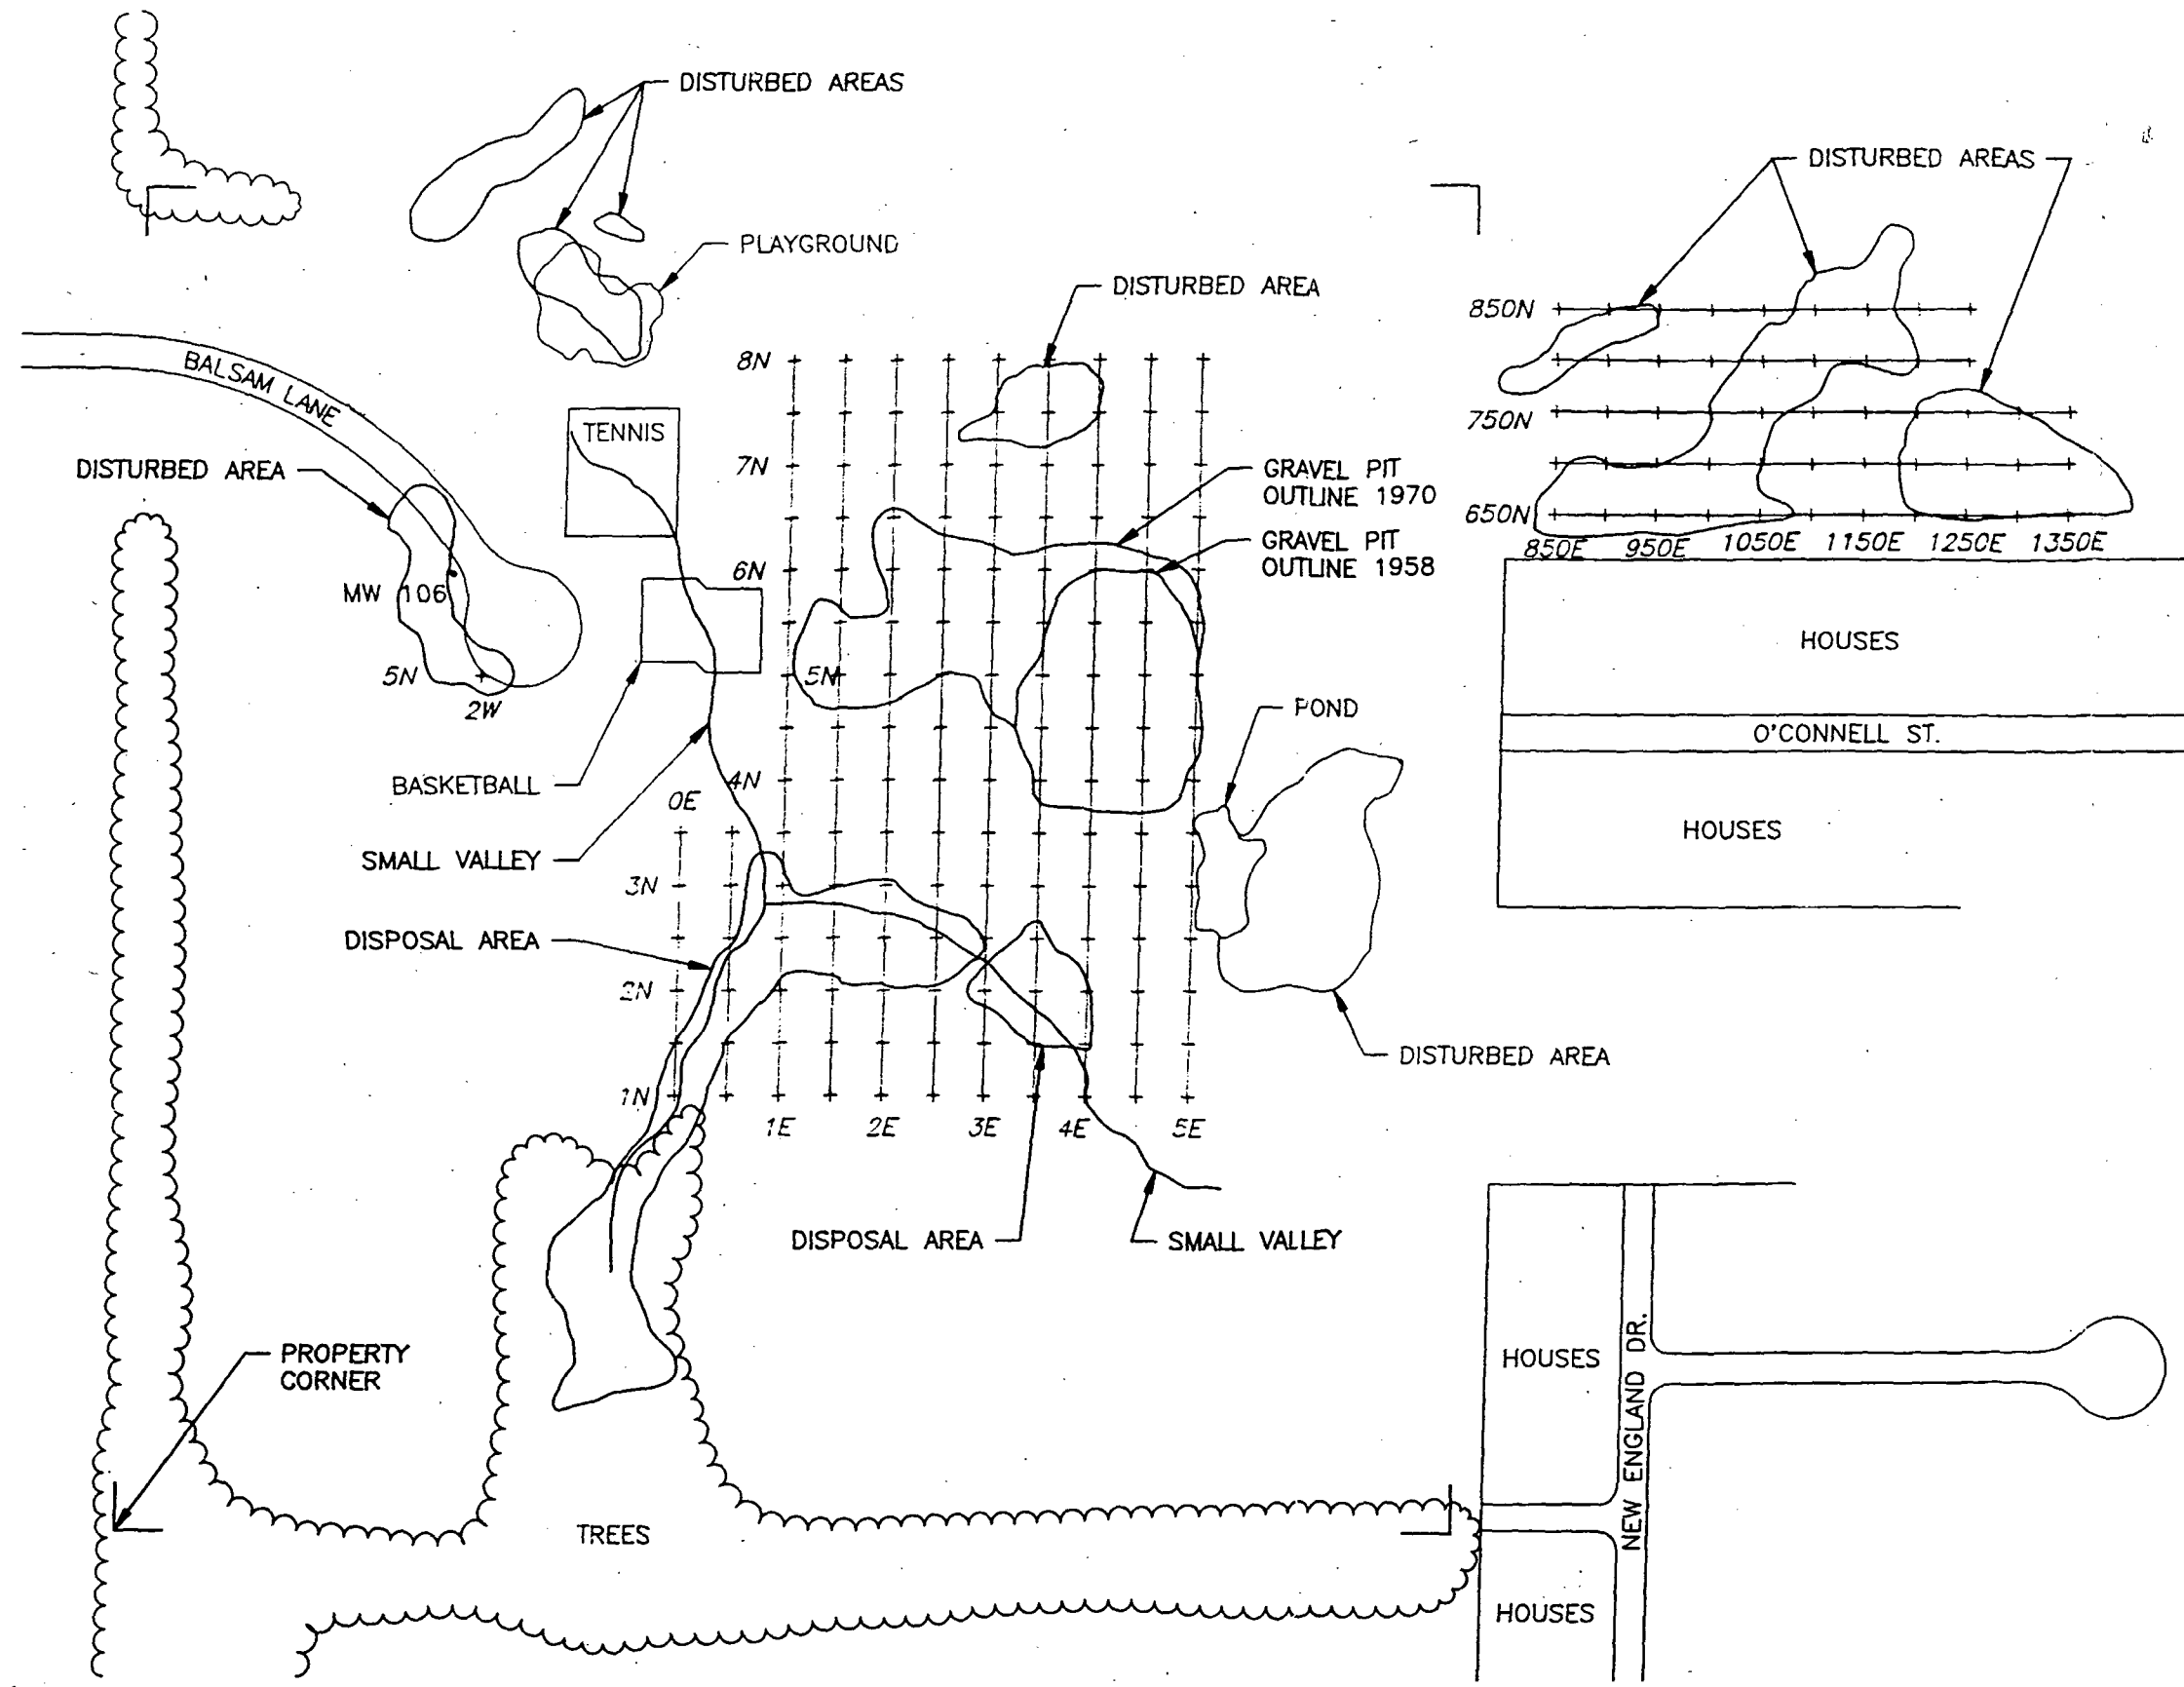 DISTURBED AREAS
DISTURBED AREAS
PLAYGROUND
DISTURBED AREA
850N
BALSAM LANE
8N
750N
TENNIS
DISTURBED AREA
7N
GRAVEL PIT
OUTLINE 1970
650N
850E 950E 1050E 1150E 1250E 1350E
GRAVEL PIT
OUTLINE 1958
6N
MW 106
HOUSES
5N
5N
2W
POND
O'CONNELL ST.
BASKETBALL
4N
0E
HOUSES
SMALL VALLEY
3N
DISPOSAL AREA
2N
DISTURBED AREA
1N
1E 2E 3E 4E 5E
DISPOSAL AREA
SMALL VALLEY
PROPERTY
CORNER
HOUSES
NEW ENGLAND DR.
TREES
HOUSES